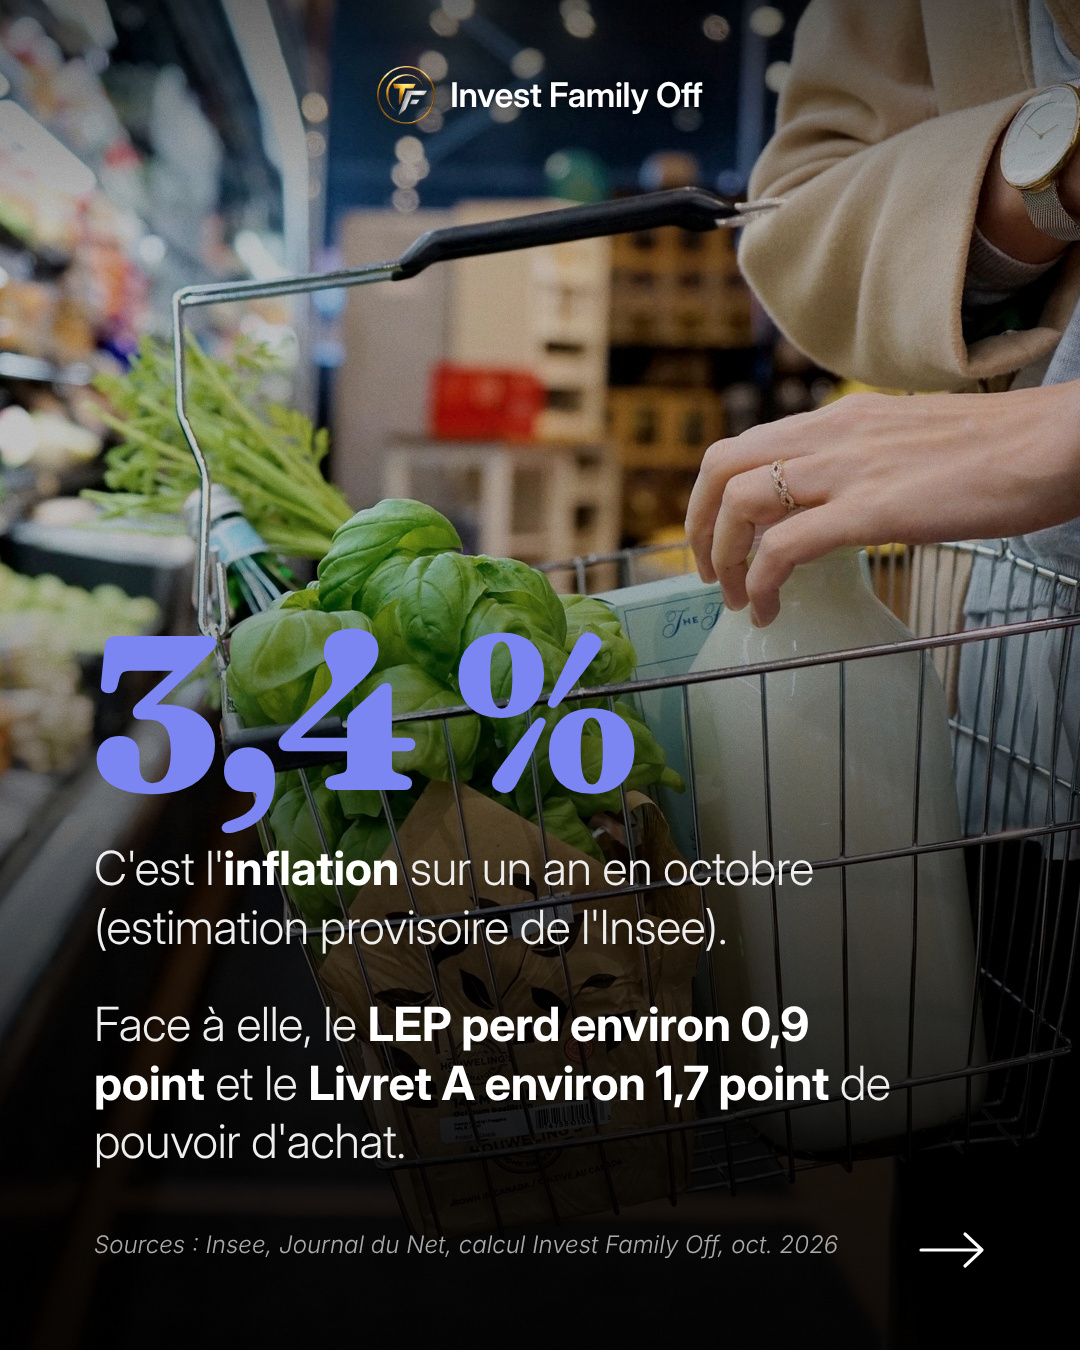 Invest Family Off
THE
3,4 %
C'est l'inflation sur un an en octobre
(estimation provisoire de l'Insee).
Face à elle, le LEP perd environ 0,9
point et le Livret A environ 1,7 point de
pouvoir d'achat.
HOUWELING'S
Sources : Insee, Journal du Net, calcul Invest Family Off, oct. 2026